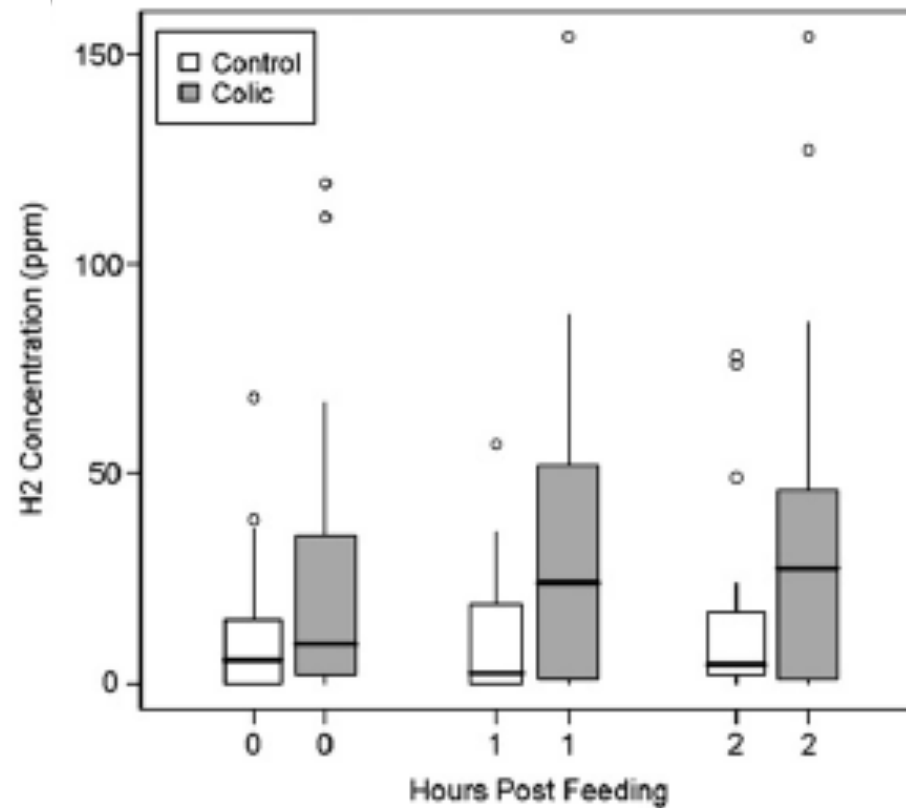 150
Control
Colic
100
H2 Concentration (ppm)
50
0
0 0 1 1 2 2
Hours Post Feeding